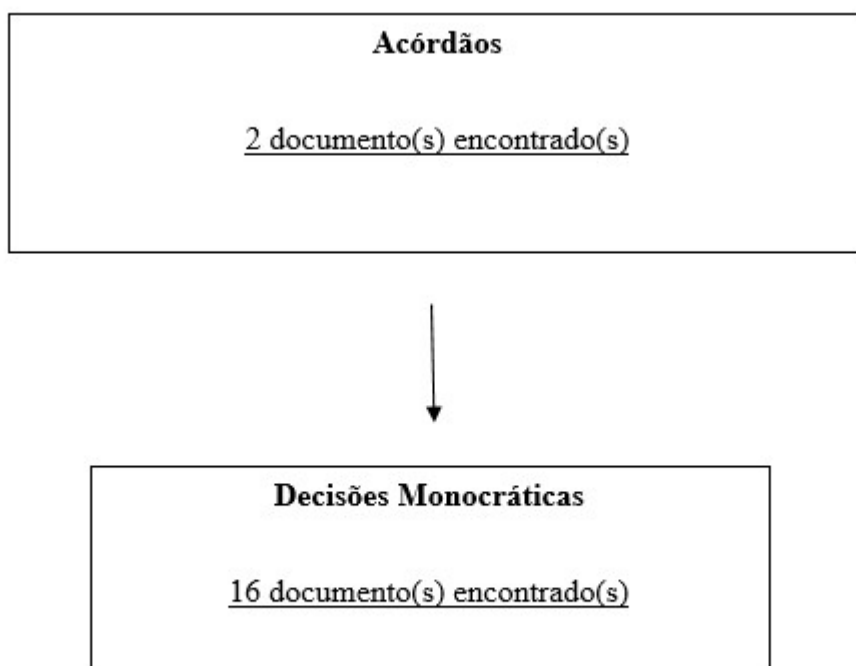 Acórdãos
2 documento(s) encontrado(s)
Decisões Monocráticas
16 documento(s) encontrado(s)